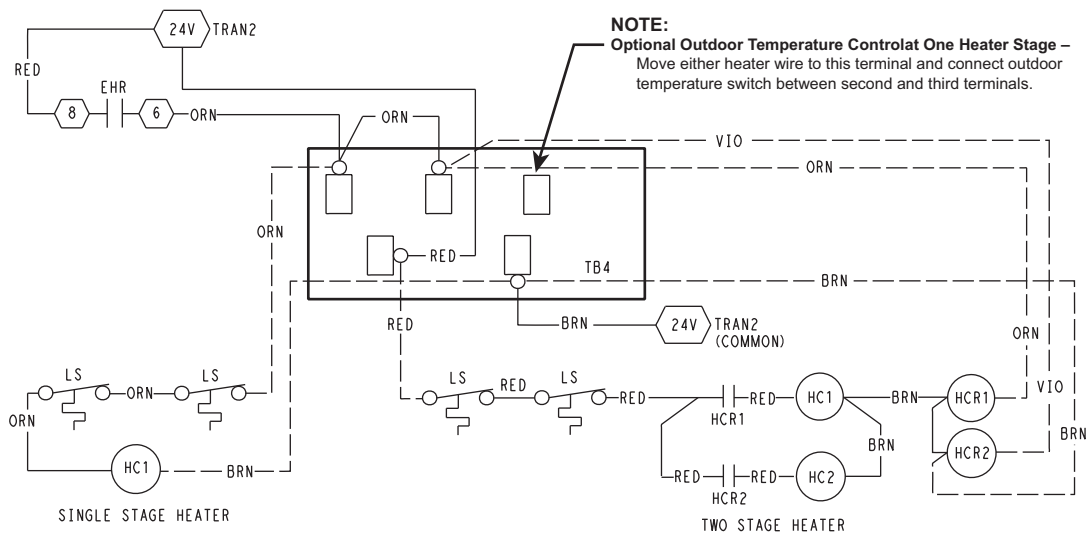 NOTE:
Optional Outdoor Temperature Controlat One Heater Stage –
Move either heater wire to this terminal and connect outdoor
temperature switch between second and third terminals.
24V TRAN2
RED
EHR
8 6 ORN
ORN
VIO
ORN
ORN
RED
TB4
BRN
RED
BRN 24V TRAN2
(COMMON)
ORN
LS ORN LS
LS RED LS RED
HCR1 RED HC1 BRN HCR1
VIO
ORN
BRN
BRN
HC1 BRN
RED HCR2 RED HC2
HCR2
SINGLE STAGE HEATER
TWO STAGE HEATER